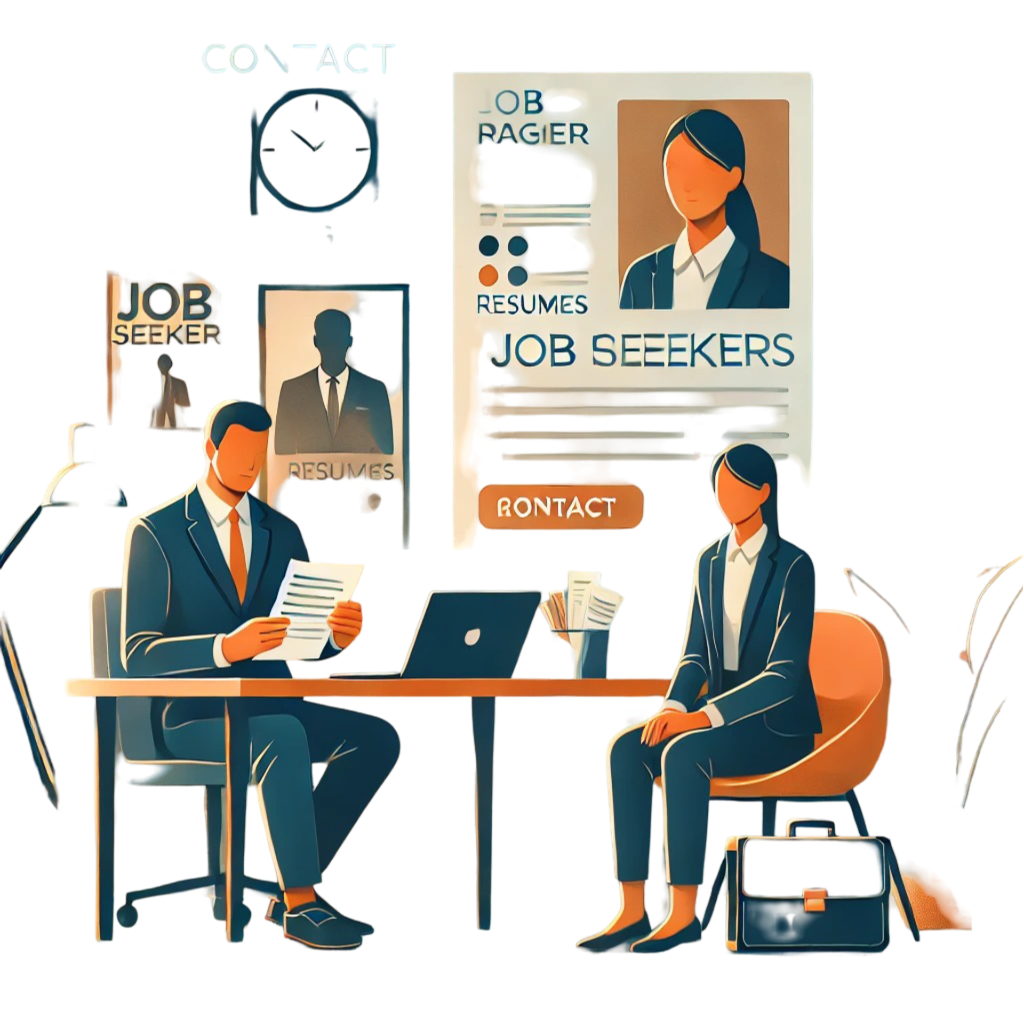 CONTACT
JOB
RAGIER
RESUMES
JOB SEEEKERS
RONTACT
JOB
SEEKER
RESUMES